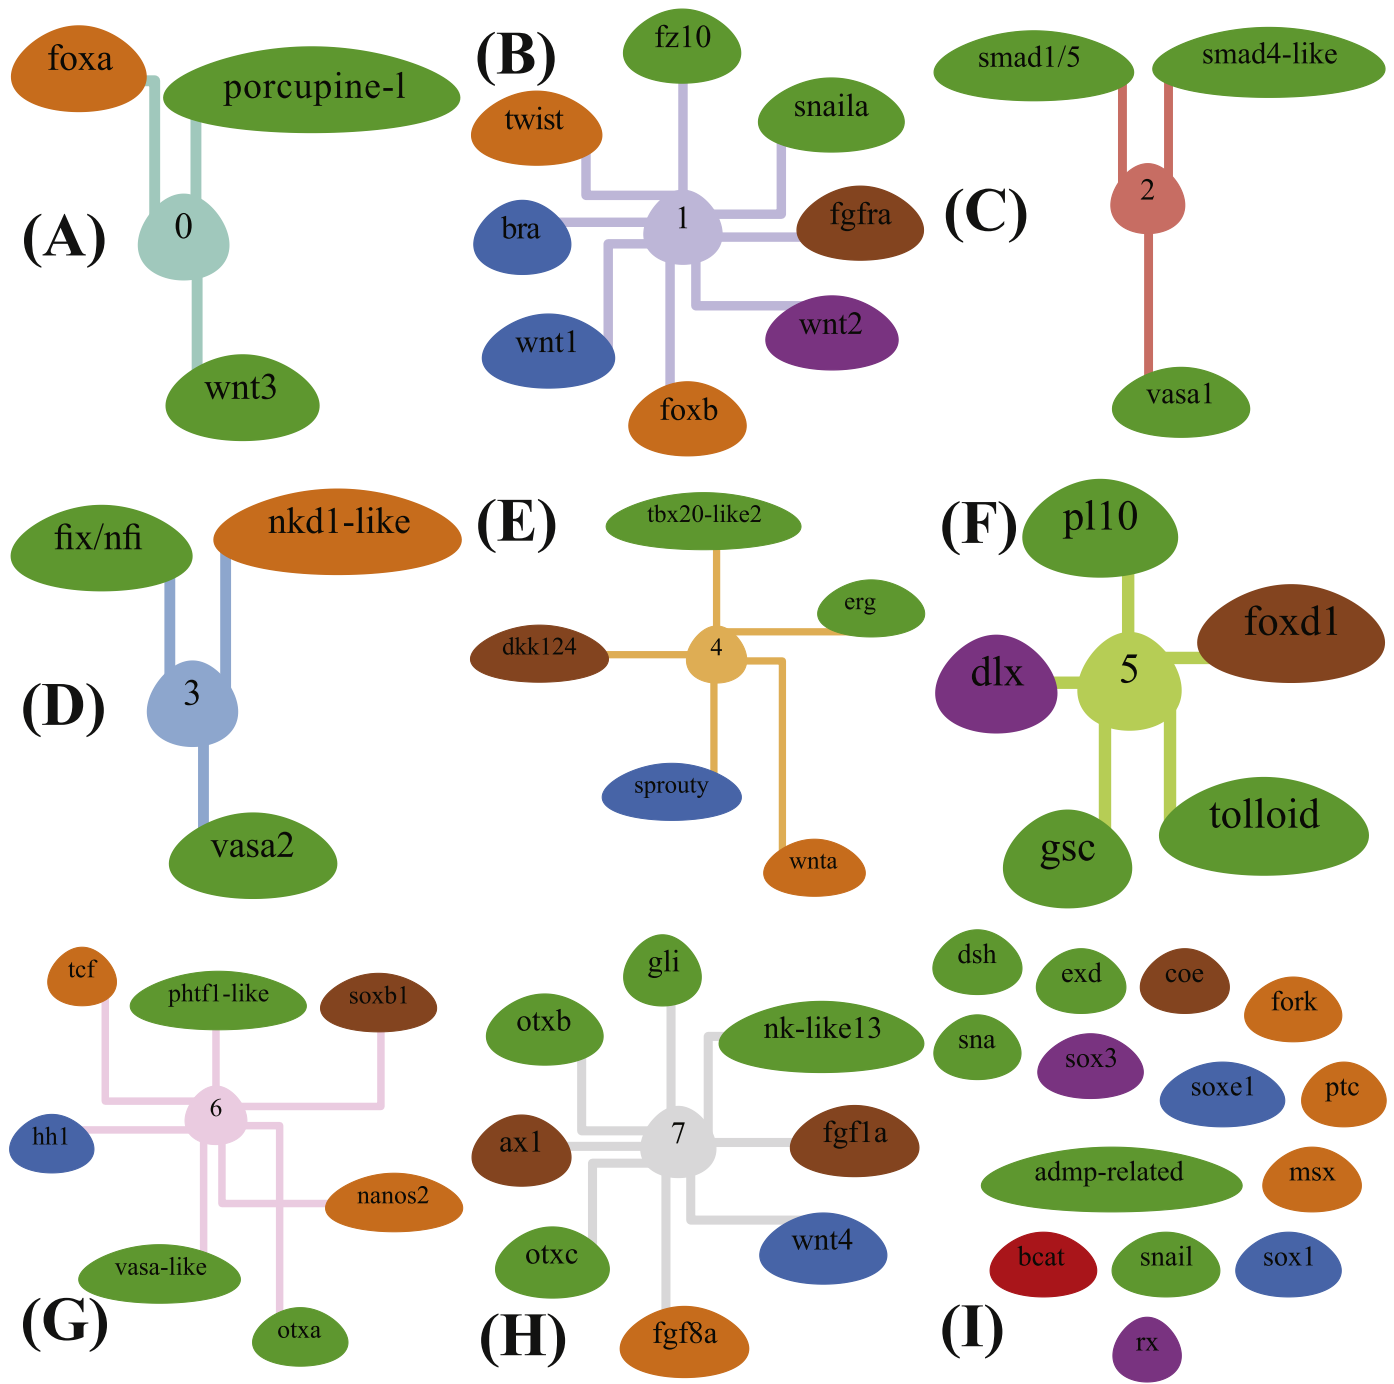 (A)
foxa
porcupine-l
0
wnt3
(B)
fz10
twist
snaila
bra
1
fgfra
wnt1
wnt2
foxb
(C)
smad1/5
smad4-like
2
vasa1
(D)
fix/nfi
nkd1-like
3
vasa2
(E)
tbx20-like2
erg
dkk124
4
sprouty
wnta
(F)
pl10
foxd1
dlx
5
gsc
tolloid
(G)
tcf
phtf1-like
soxb1
6
hh1
nanos2
vasa-like
otxa
(H)
gli
otxb
nk-like13
ax1
7
fgf1a
otxc
wnt4
fgf8a
(I)
dsh
exd
coe
fork
sna
sox3
soxe1
ptc
admp-related
msx
bcat
snail
sox1
rx